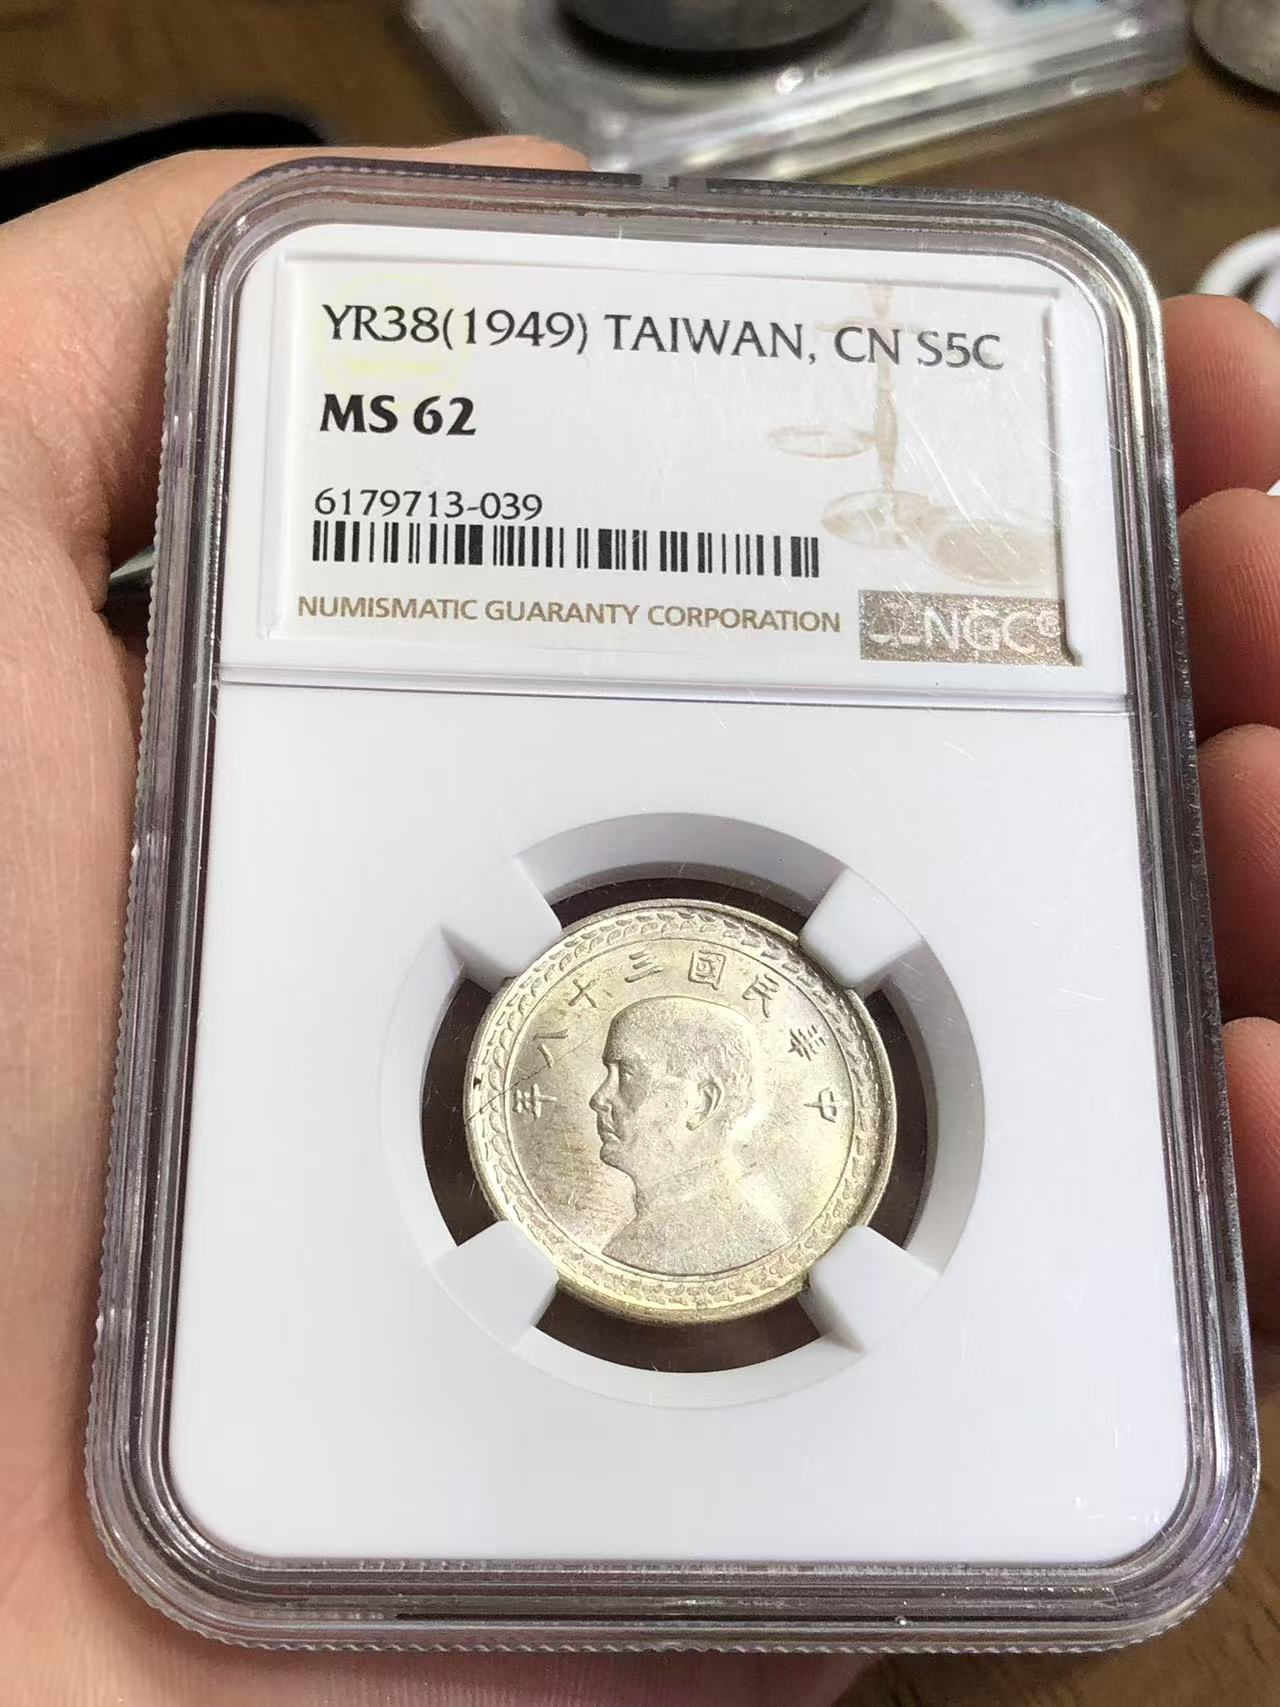 YR38(1949) TAIWAN, CN S5C
MS 62
6179713-039
NUMISMATIC GUARANTY CORPORATION
NGC
中華民國三十八年